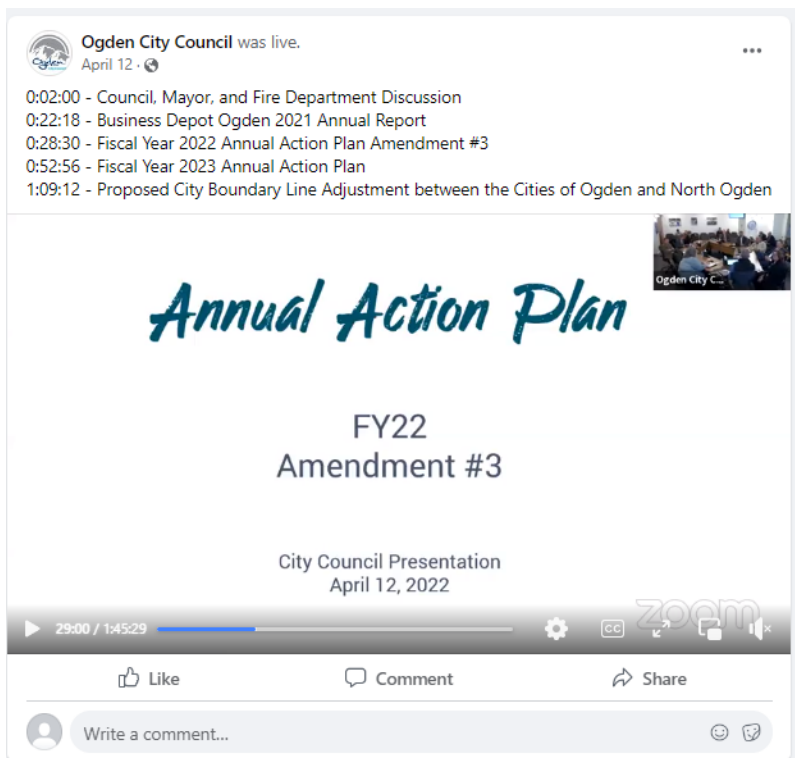 Ogden City Council was live.
April 12 ·
0:02:00 - Council, Mayor, and Fire Department Discussion
0:22:18 - Business Depot Ogden 2021 Annual Report
0:28:30 - Fiscal Year 2022 Annual Action Plan Amendment #3
0:52:56 - Fiscal Year 2023 Annual Action Plan
1:09:12 - Proposed City Boundary Line Adjustment between the Cities of Ogden and North Ogden
Ogden City C...
Annual Action Plan
FY22
Amendment #3
City Council Presentation
April 12, 2022
zoom
29:00 / 1:45:29
CC
Like
Comment
Share
Write a comment...